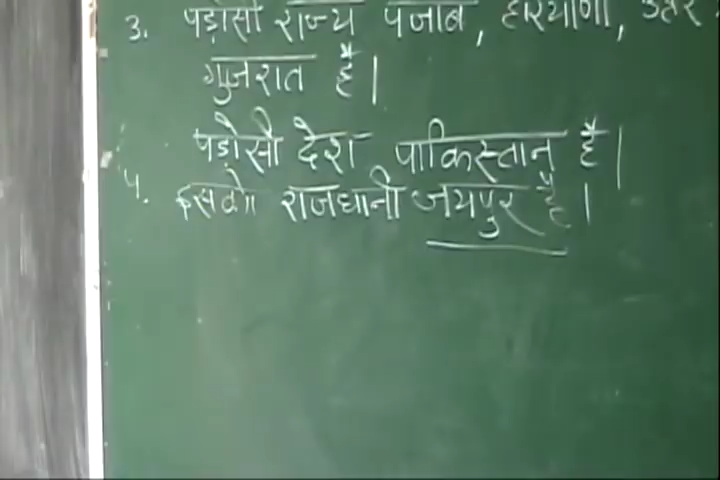 3. पड़ोसी राज्य पंजाब, हरियाणा, उत्तर
गुजरात हैं।
पड़ोसी देश पाकिस्तान है।
4. इसकी राजधानी जयपुर है।